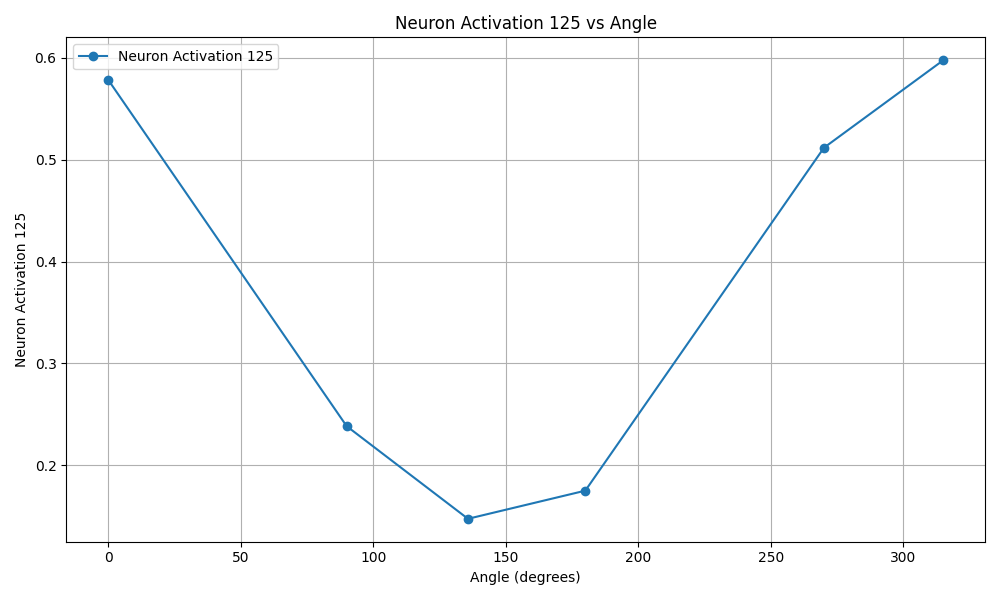 Neuron Activation 125 vs Angle
Neuron Activation 125
0.6
0.5
0.4
0.3
0.2
Neuron Activation 125
0 50 100 150 200 250 300
Angle (degrees)